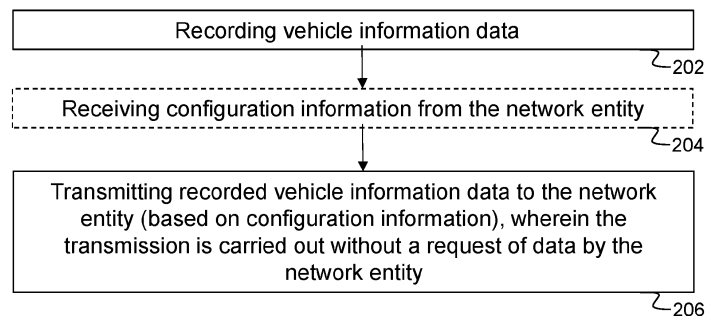 Recording vehicle information data
202
Receiving configuration information from the network entity
204
Transmitting recorded vehicle information data to the network
entity (based on configuration information), wherein the
transmission is carried out without a request of data by the
network entity
206